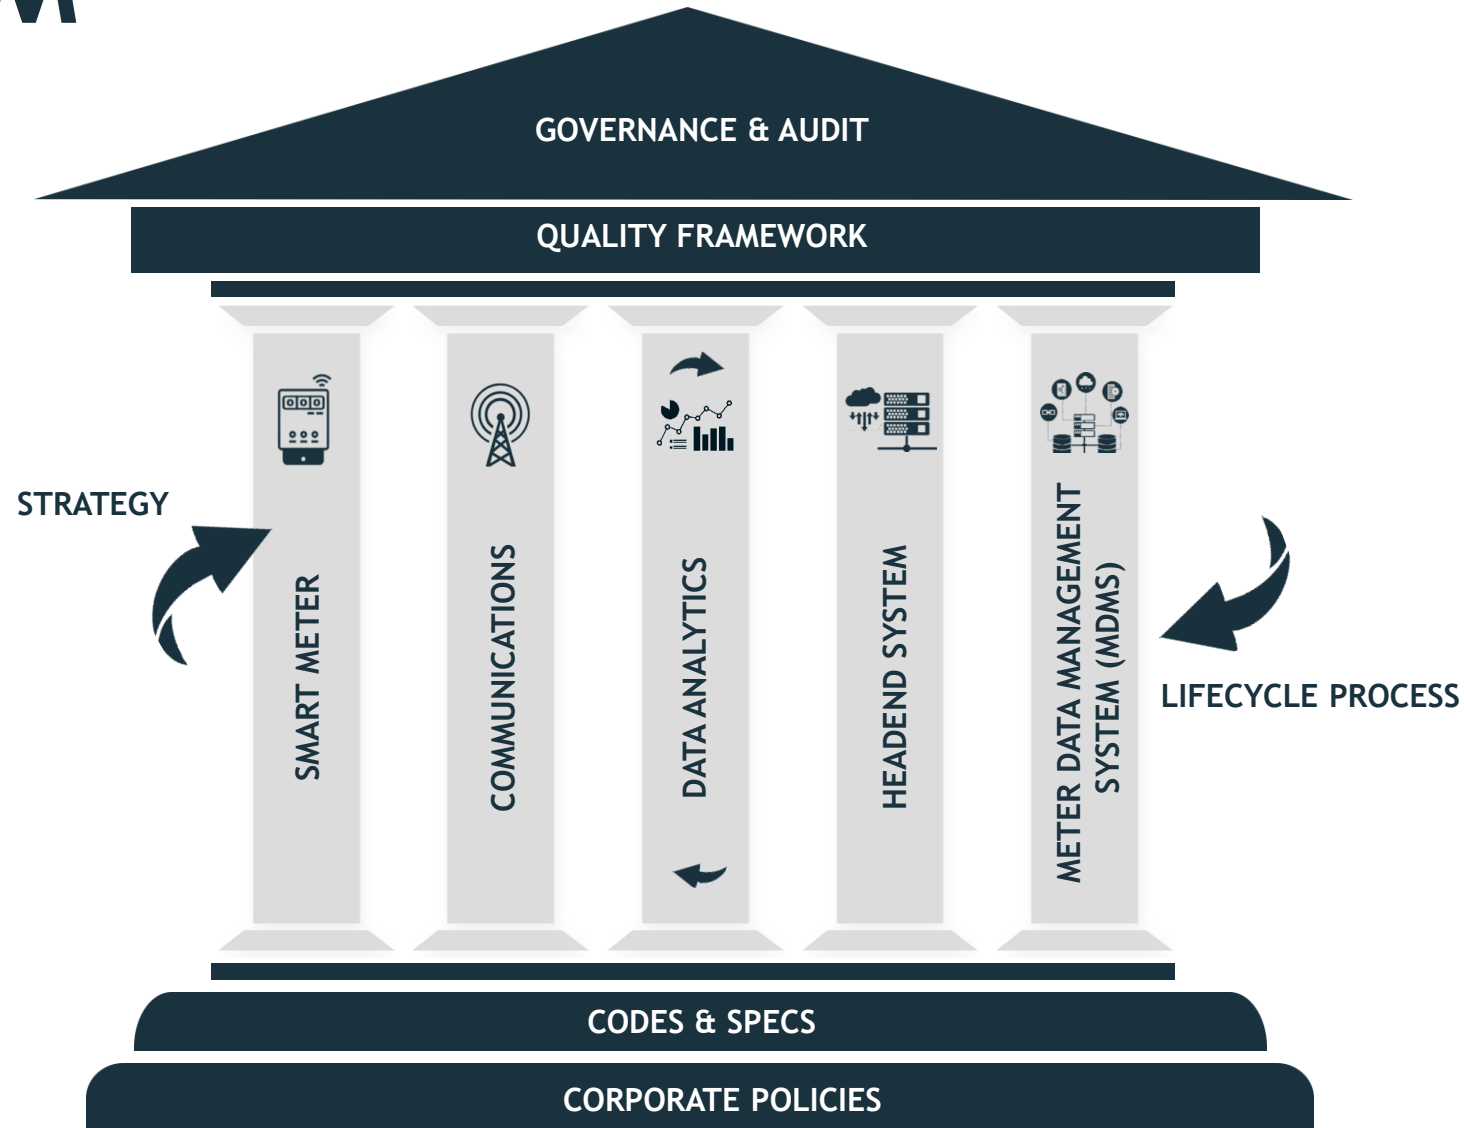 GOVERNANCE & AUDIT
QUALITY FRAMEWORK
STRATEGY
SMART METER
COMMUNICATIONS
DATA ANALYTICS
HEADEND SYSTEM
METER DATA MANAGEMENT
SYSTEM (MDMS)
LIFECYCLE PROCESS
CODES & SPECS
CORPORATE POLICIES